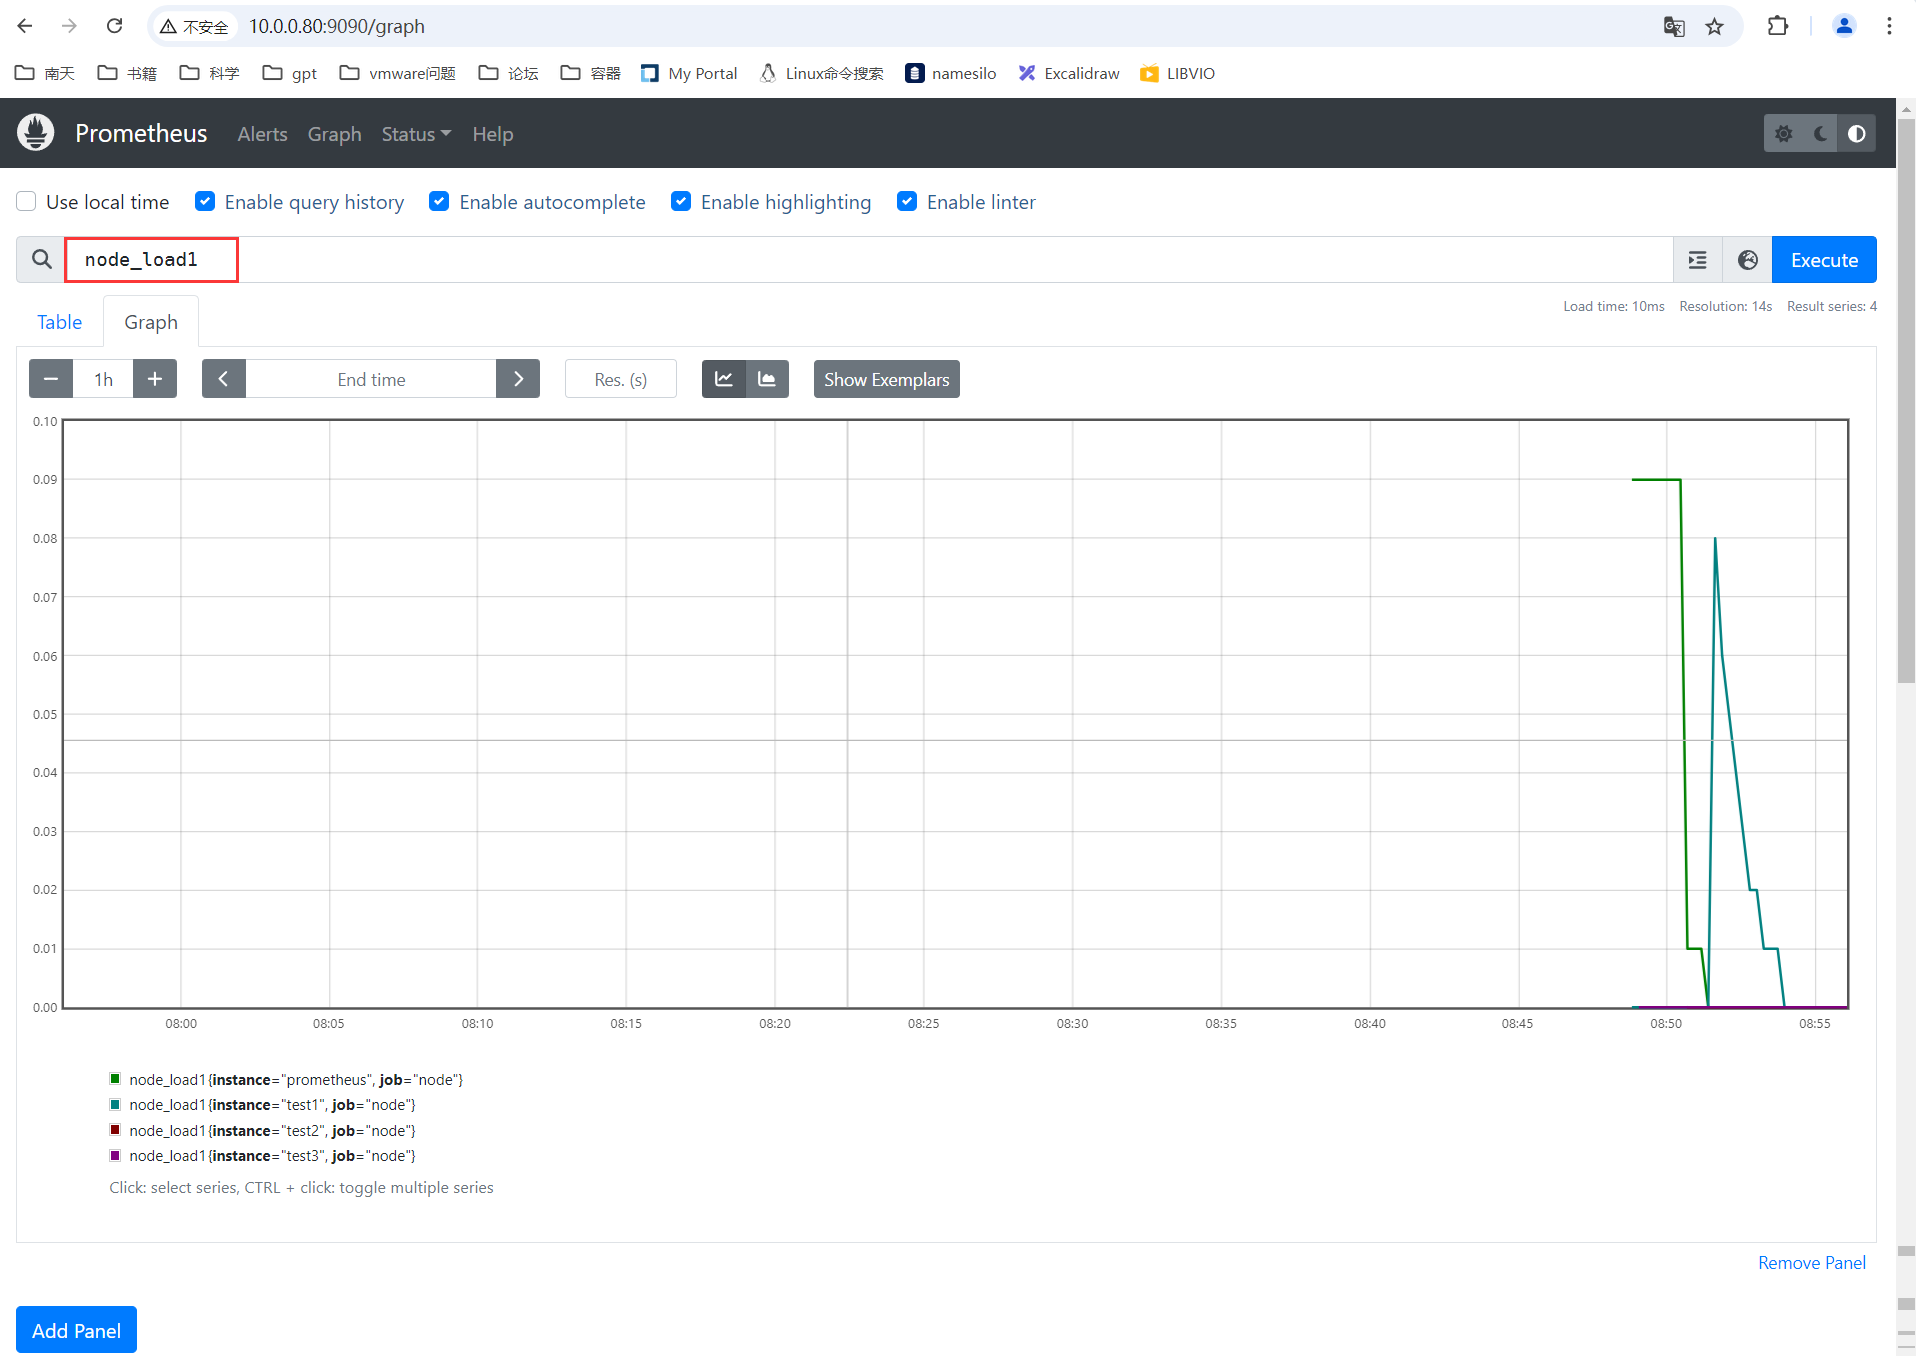 不安全 10.0.0.80:9090/graph
南天 书籍 科学 gpt vmware问题 论坛 容器 My Portal Linux命令搜索 namesilo Excalidraw LIBVIO
Prometheus Alerts Graph Status Help
Use local time Enable query history Enable autocomplete Enable highlighting Enable linter
node_load1 Execute
Load time: 10ms Resolution: 14s Result series: 4
Table Graph
1h End time Res. (s) Show Exemplars
0.10
0.09
0.08
0.07
0.06
0.05
0.04
0.03
0.02
0.01
0.00
08:00 08:05 08:10 08:15 08:20 08:25 08:30 08:35 08:40 08:45 08:50 08:55
node_load1{instance="prometheus", job="node"}
node_load1{instance="test1", job="node"}
node_load1{instance="test2", job="node"}
node_load1{instance="test3", job="node"}
Click: select series, CTRL + click: toggle multiple series
Remove Panel
Add Panel